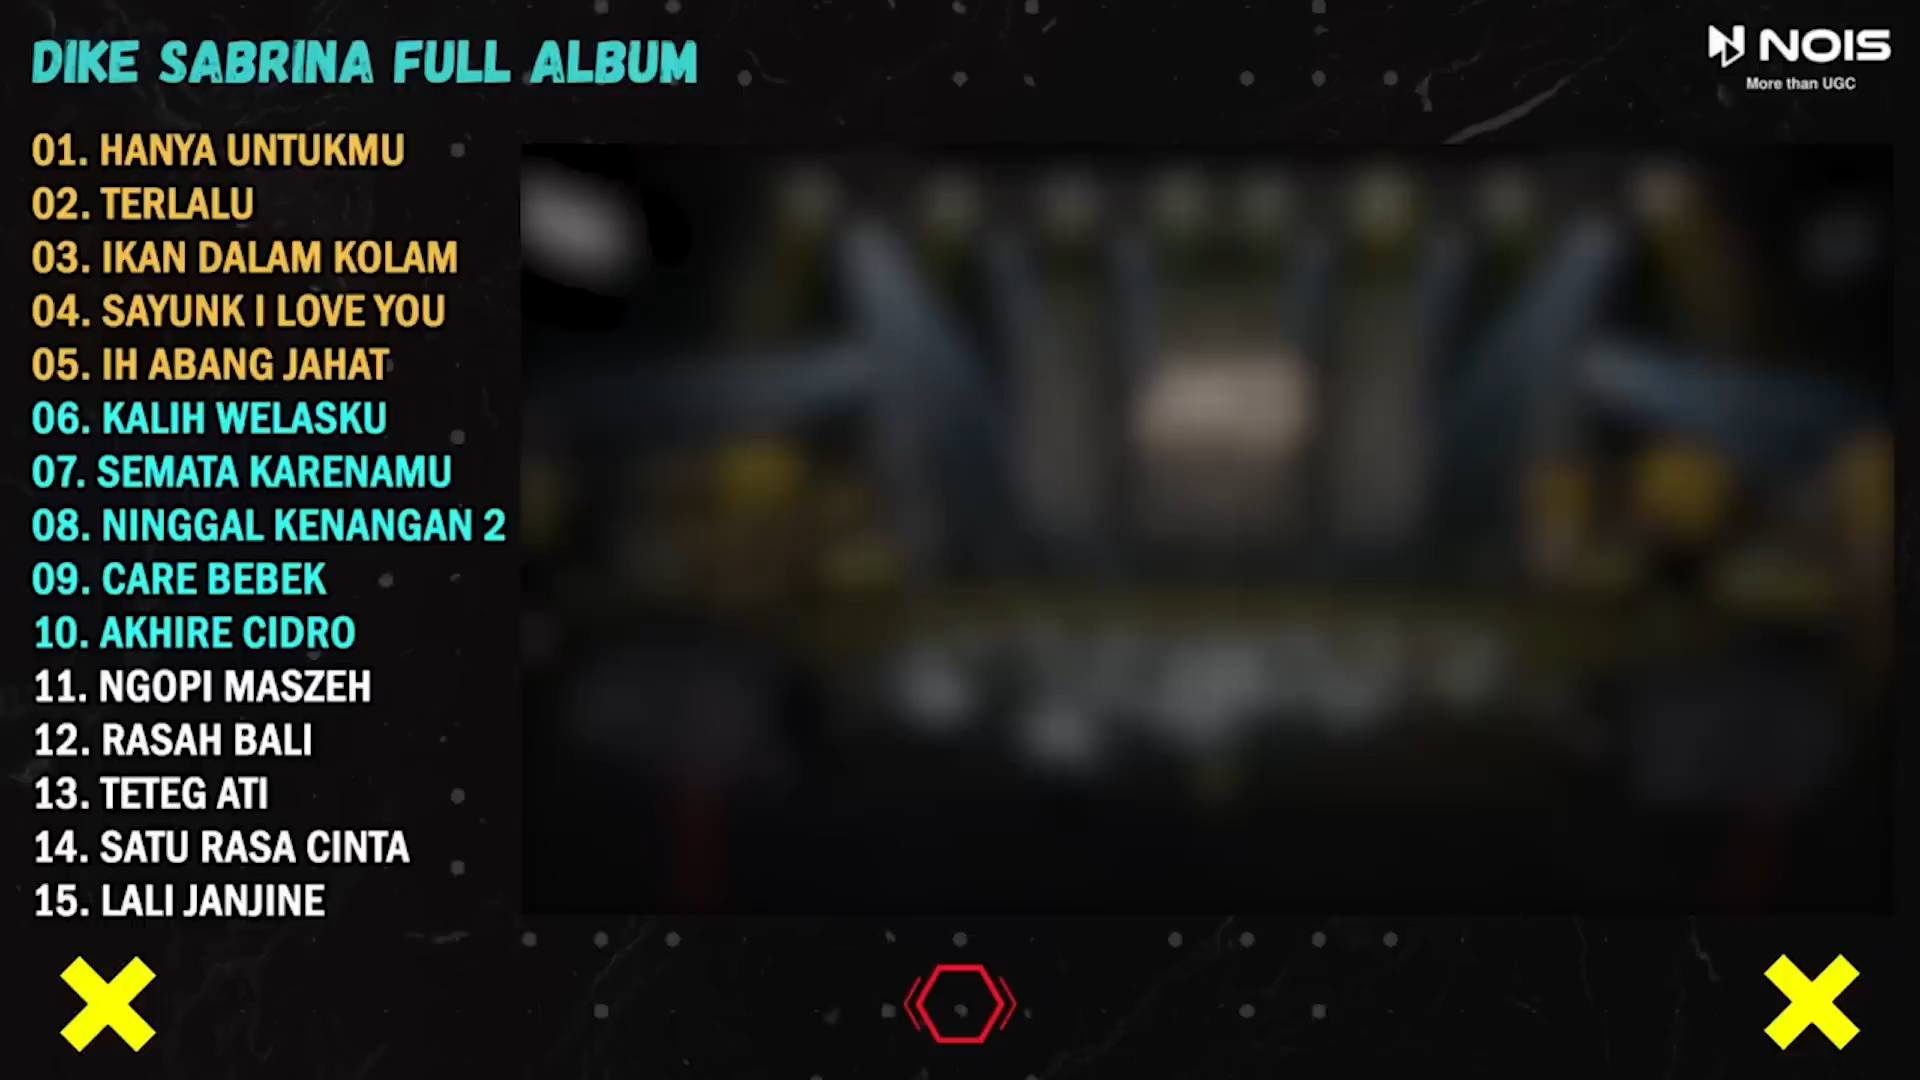 DIKE SABRINA FULL ALBUM
NOIS
More than UGC
01. HANYA UNTUKMU
02. TERLALU
03. IKAN DALAM KOLAM
04. SAYUNK I LOVE YOU
05. IH ABANG JAHAT
06. KALIH WELASKU
07. SEMATA KARENAMU
08. NINGGAL KENANGAN 2
09. CARE BEBEK
10. AKHIRE CIDRO
11. NGOPI MASZEH
12. RASAH BALI
13. TETEG ATI
14. SATU RASA CINTA
15. LALI JANJINE